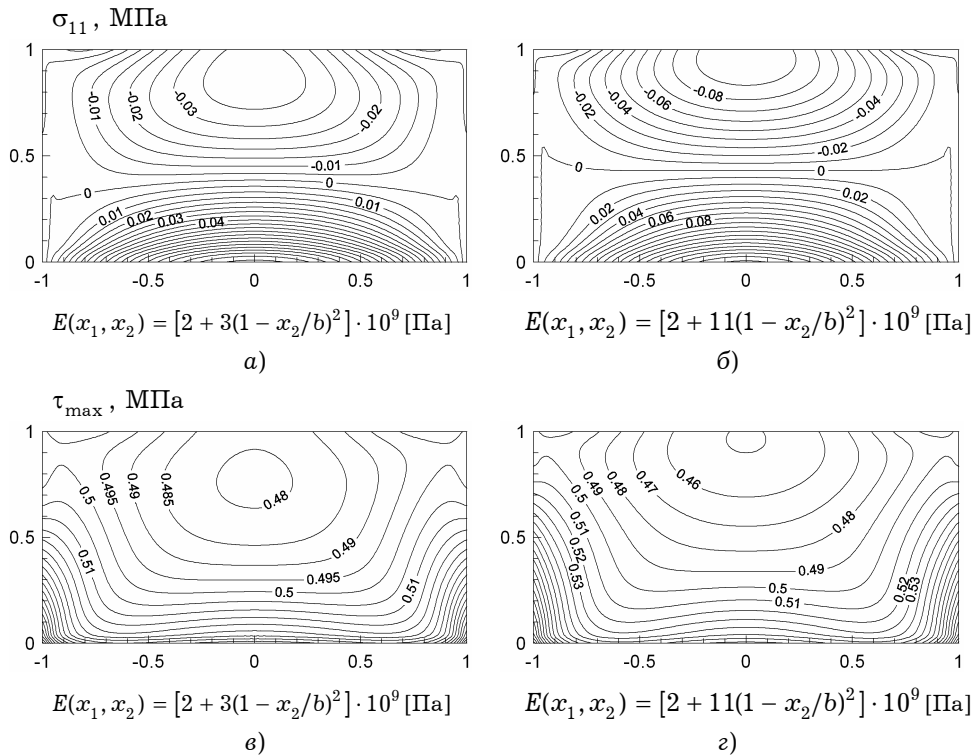 σ₁₁, МПа
1
0.5
0
-1 -0.5 0 0.5 1
-0.01 -0.02 -0.03 -0.02 -0.01
0 0
0.01 0.02 0.03 0.04 0.01
1
0.5
0
-1 -0.5 0 0.5 1
-0.02 -0.04 -0.06 -0.08 -0.04 -0.02
0 0
0.02 0.04 0.06 0.08 0.02
E(x₁, x₂) = [2 + 3(1 − x₂/b)²] · 10⁹ [Па]
E(x₁, x₂) = [2 + 11(1 − x₂/b)²] · 10⁹ [Па]
а)
б)
τmax, МПа
1
0.5
0
-1 -0.5 0 0.5 1
0.5 0.495 0.49 0.485 0.48
0.49
0.51 0.495 0.51
0.5
1
0.5
0
-1 -0.5 0 0.5 1
0.5 0.49 0.48 0.47 0.46
0.51 0.48
0.52 0.49
0.53 0.5 0.52 0.53
0.51
E(x₁, x₂) = [2 + 3(1 − x₂/b)²] · 10⁹ [Па]
E(x₁, x₂) = [2 + 11(1 − x₂/b)²] · 10⁹ [Па]
в)
г)